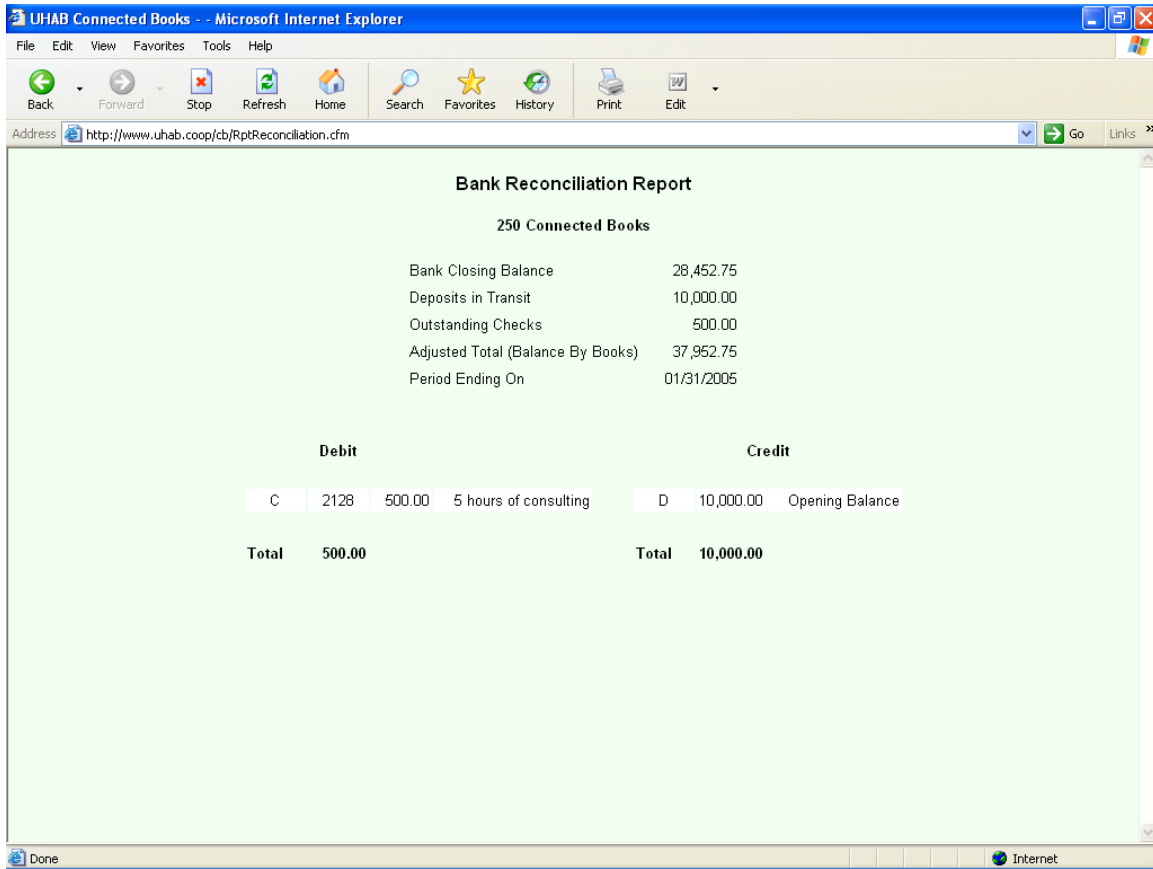 UHAB Connected Books - - Microsoft Internet Explorer
File Edit View Favorites Tools Help
Back Forward Stop Refresh Home Search Favorites History Print Edit
Address http://www.uhab.coop/cb/RptReconciliation.cfm Go Links »
Bank Reconciliation Report
250 Connected Books
Bank Closing Balance 28,452.75
Deposits in Transit 10,000.00
Outstanding Checks 500.00
Adjusted Total (Balance By Books) 37,952.75
Period Ending On 01/31/2005
Debit Credit
C 2128 500.00 5 hours of consulting D 10,000.00 Opening Balance
Total 500.00 Total 10,000.00
Done Internet